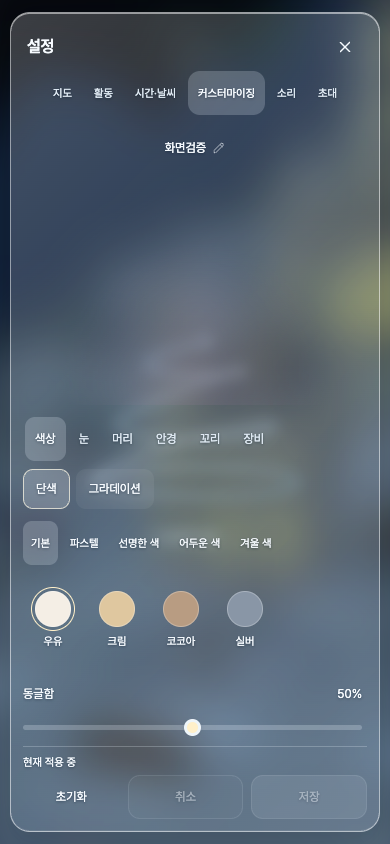 설정
지도 활동 시간·날씨 커스터마이징 소리 초대
화면검증
색상 눈 머리 안경 꼬리 장비
단색 그라데이션
기본 파스텔 선명한 색 어두운 색 겨울 색
우유 크림 코코아 실버
둥글함 50%
현재 적용 중
초기화 취소 저장